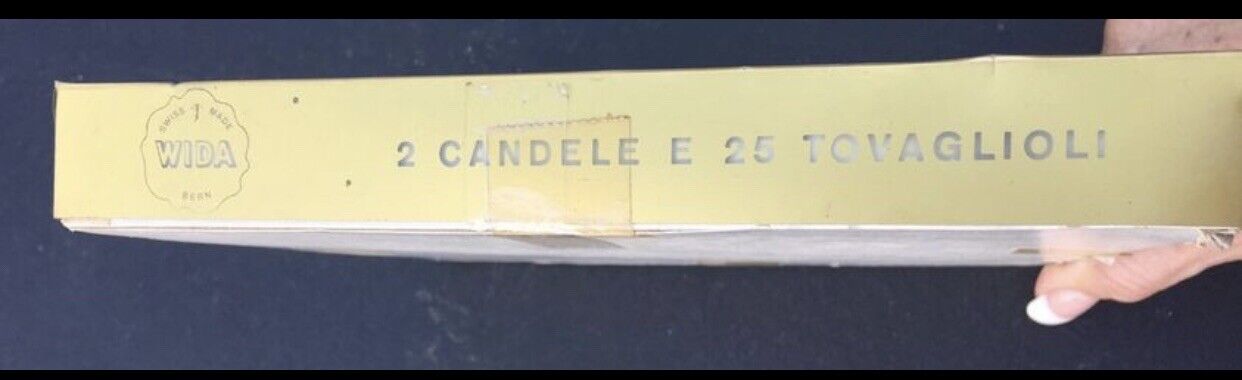 SWISS MADE
WIDA
BERN
2 CANDELE E 25 TOVAGLIOLI